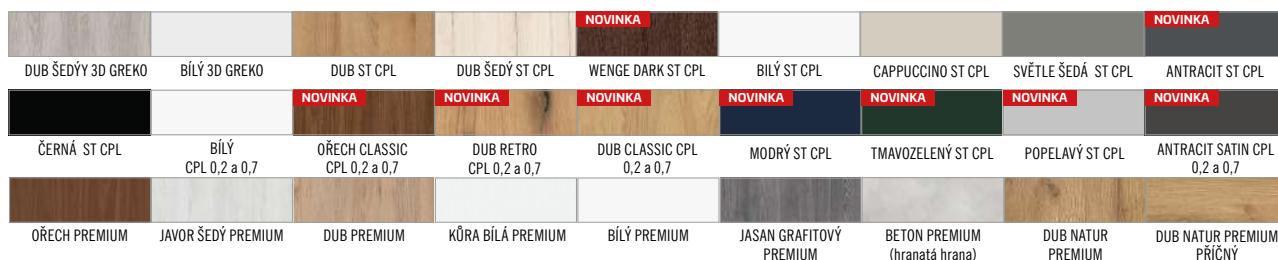 NOVINKA NOVINKA
DUB ŠEDÝY 3D GREKO BÍLÝ 3D GREKO DUB ST CPL DUB ŠEDÝ ST CPL WENGE DARK ST CPL BILÝ ST CPL CAPPUCCINO ST CPL SVĚTLE ŠEDÁ ST CPL ANTRACIT ST CPL
NOVINKA NOVINKA NOVINKA NOVINKA NOVINKA NOVINKA NOVINKA
ČERNÁ ST CPL BÍLÝ OŘECH CLASSIC DUB RETRO DUB CLASSIC CPL MODRÝ ST CPL TMAVOZELENÝ ST CPL POPELAVÝ ST CPL ANTRACIT SATIN CPL
CPL 0,2 a 0,7 CPL 0,2 a 0,7 CPL 0,2 a 0,7 0,2 a 0,7 0,2 a 0,7
OŘECH PREMIUM JAVOR ŠEDÝ PREMIUM DUB PREMIUM KŮRA BÍLÁ PREMIUM BÍLÝ PREMIUM JASAN GRAFITOVÝ BETON PREMIUM DUB NATUR DUB NATUR PREMIUM
PREMIUM (hranatá hrana) PREMIUM PŘÍČNÝ